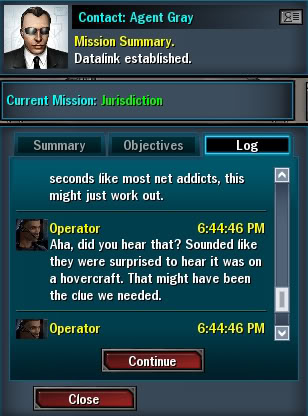 Contact: Agent Gray
Mission Summary.
Datalink established.
Current Mission: Jurisdiction
Summary Objectives Log
seconds like most net addicts, this
might just work out.
Operator 6:44:46 PM
Aha, did you hear that? Sounded like
they were surprised to hear it was on
a hovercraft. That might have been
the clue we needed.
Operator 6:44:46 PM
Continue
Close